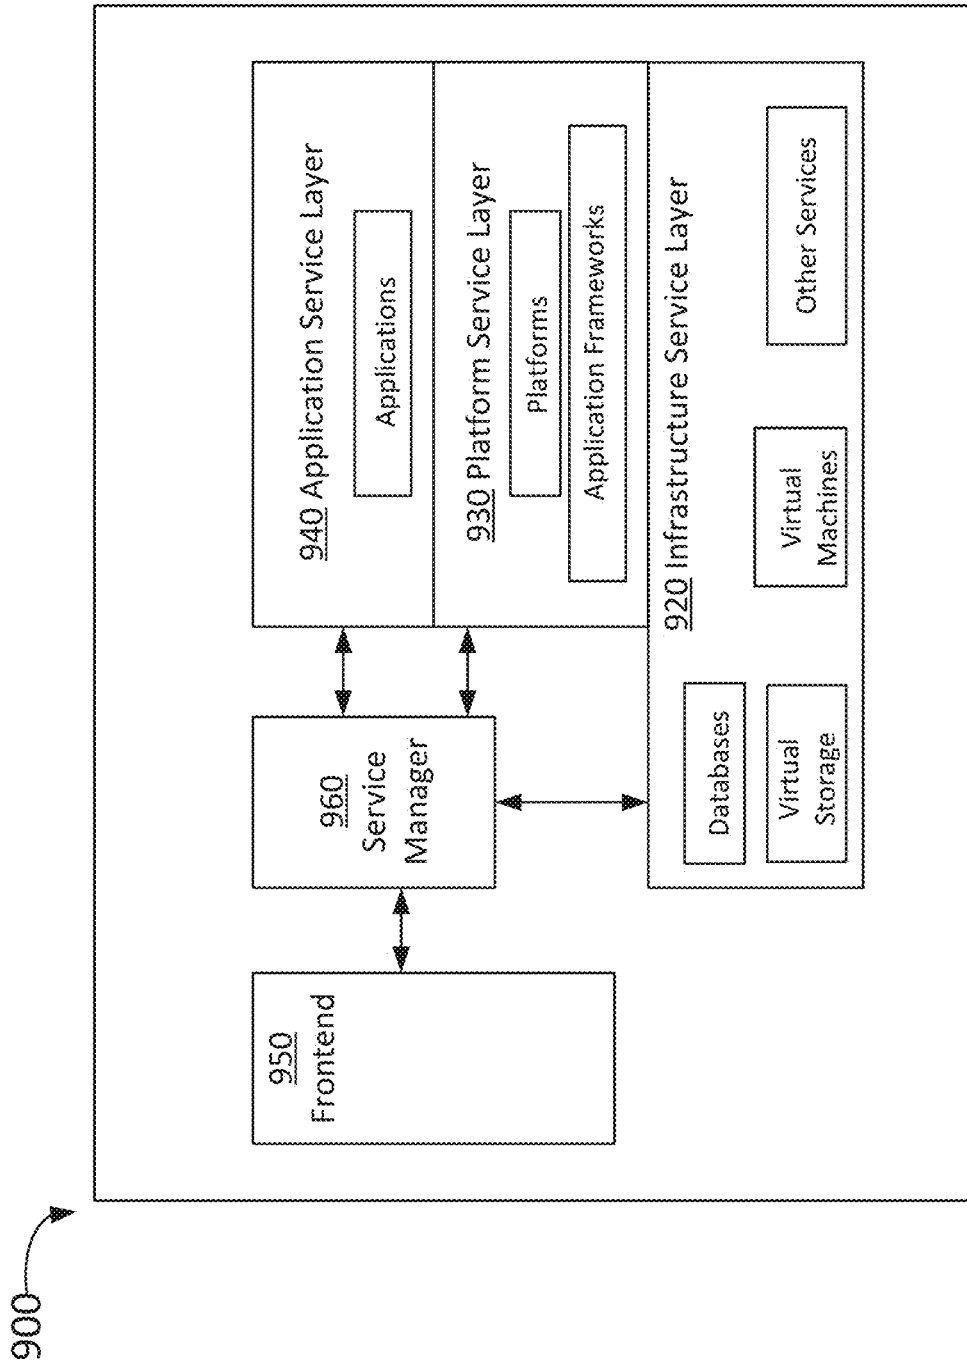 900
950
Frontend
960
Service
Manager
940 Application Service Layer
Applications
930 Platform Service Layer
Platforms
Application Frameworks
920 Infrastructure Service Layer
Databases
Virtual
Storage
Virtual
Machines
Other Services